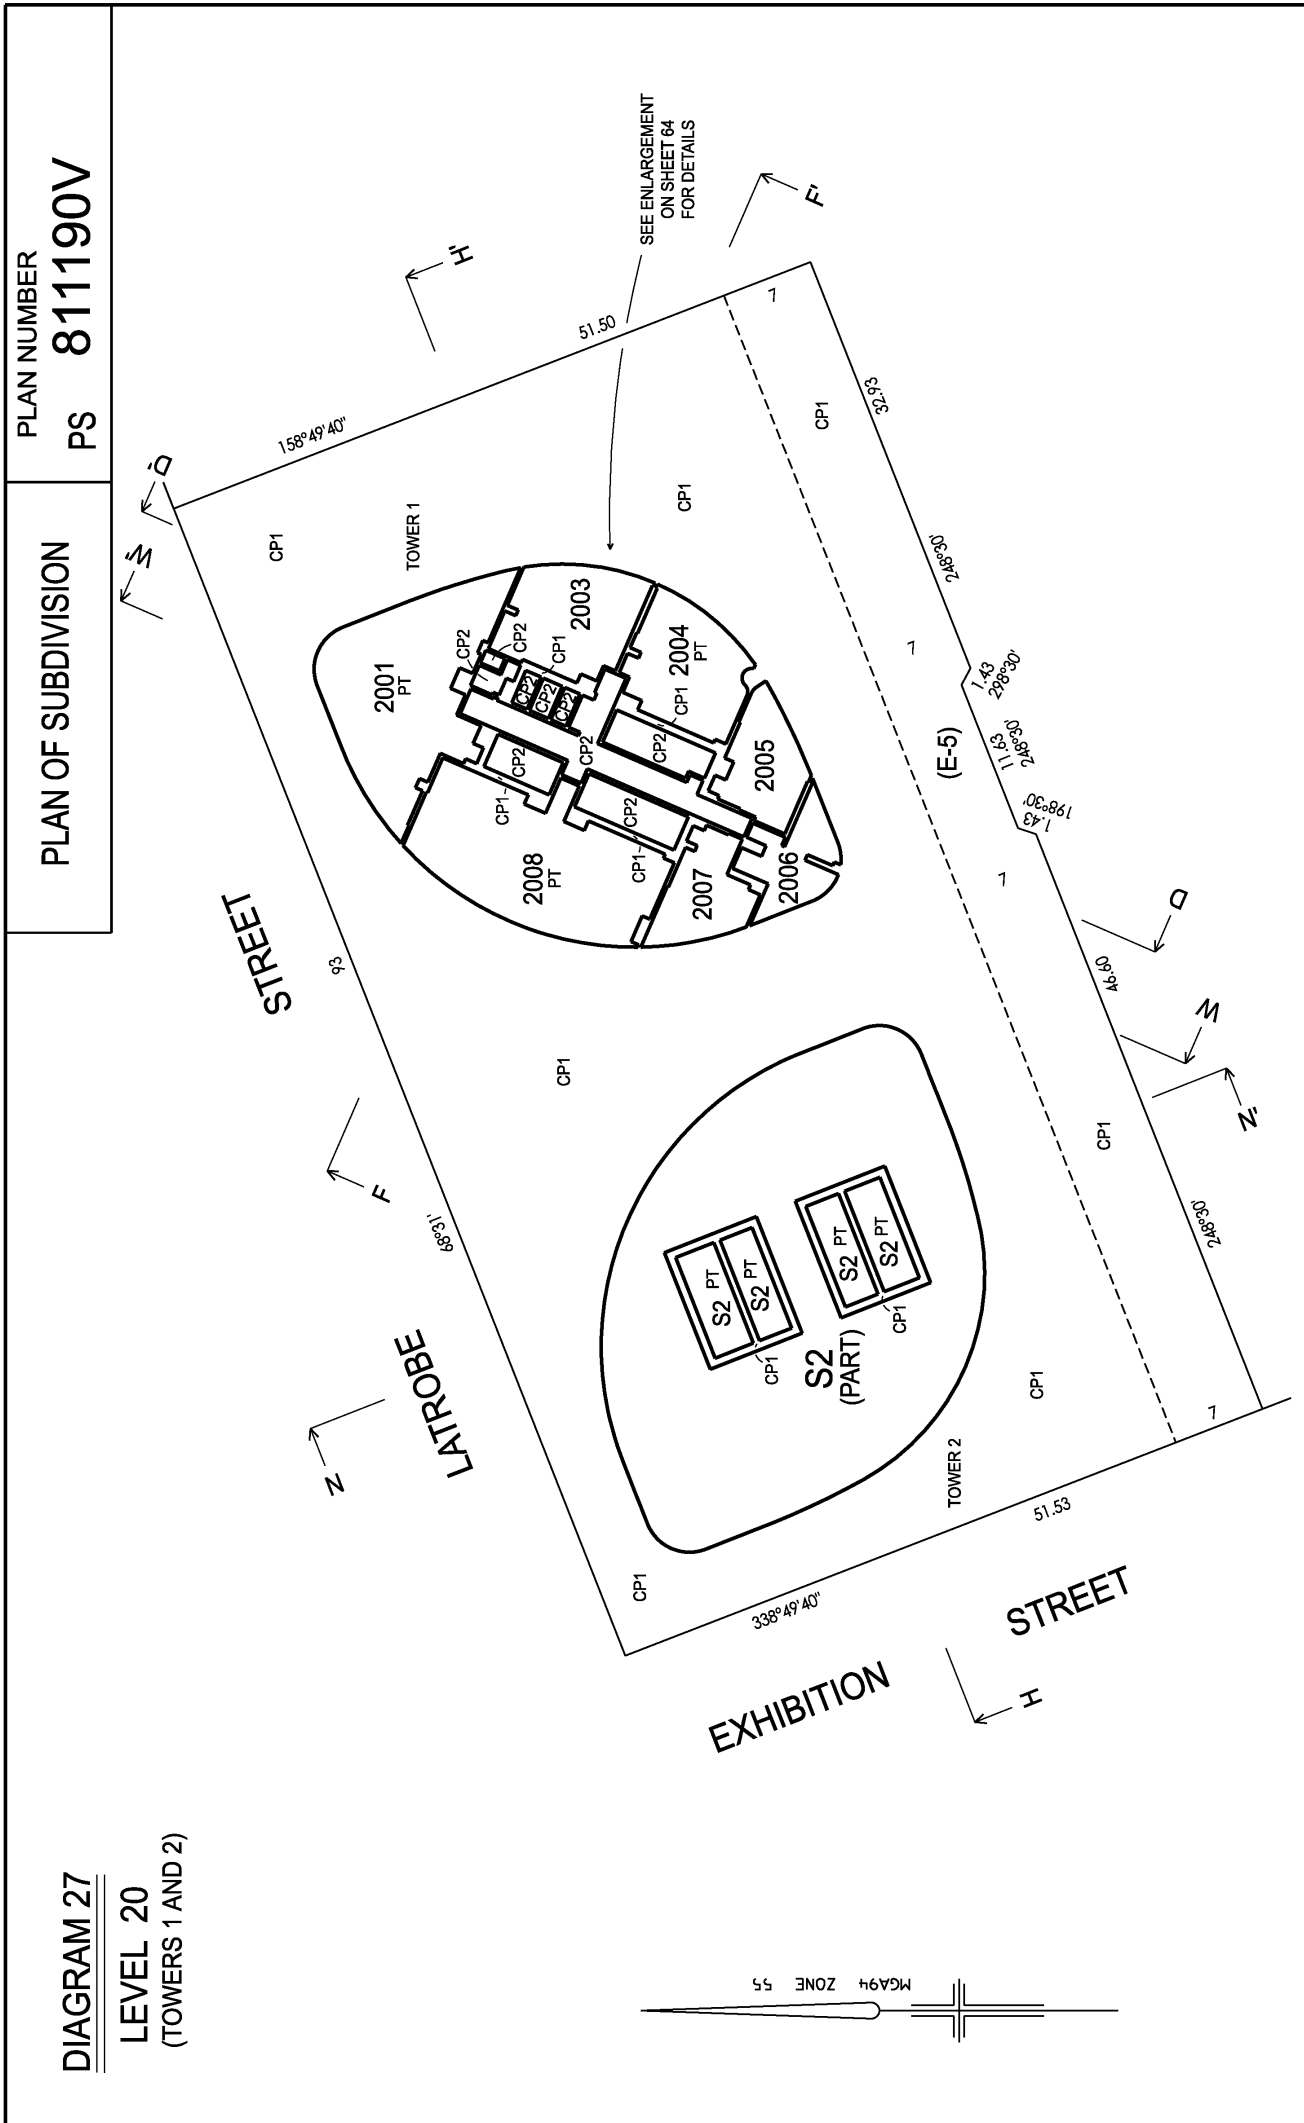 DIAGRAM 27
LEVEL 20
(TOWERS 1 AND 2)
PLAN OF SUBDIVISION
PLAN NUMBER
PS 811190V
MGA94 ZONE 55
LATROBE
STREET
EXHIBITION
STREET
N
F
W'
D'
H'
F'
H
N'
W
D
68°31'
93
158°49'40"
51.50
338°49'40"
51.53
7
248°30'
46.60
1.43
198°30'
11.63
248°30'
1.43
298°30'
248°30'
32.93
7
7
7
(E-5)
SEE ENLARGEMENT
ON SHEET 64
FOR DETAILS
TOWER 1
CP1
CP1
CP1
CP1
CP1
CP1
CP1
2001
PT
2003
2004
PT
2005
2006
2007
2008
PT
CP2
CP2
CP1
CP2
CP2
CP2
CP2
CP2
CP2
CP2
CP1
CP1
CP1
TOWER 2
S2
(PART)
S2 PT
S2 PT
S2 PT
S2 PT
CP1
CP1